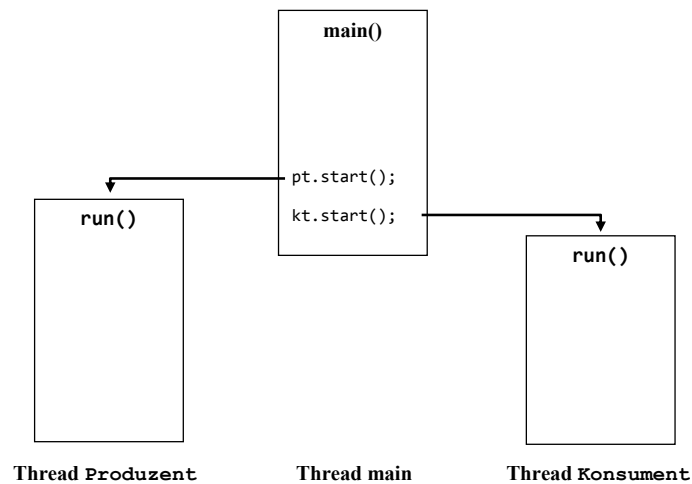 main()
pt.start();
kt.start();
run()
run()
Thread Produzent
Thread main
Thread Konsument